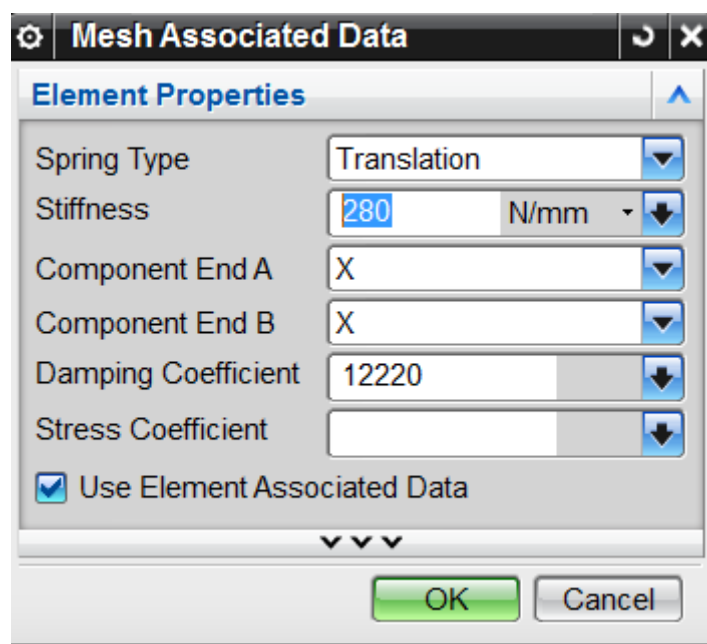 Mesh Associated Data
Element Properties
Spring Type Translation
Stiffness 280 N/mm
Component End A X
Component End B X
Damping Coefficient 12220
Stress Coefficient
Use Element Associated Data
OK Cancel